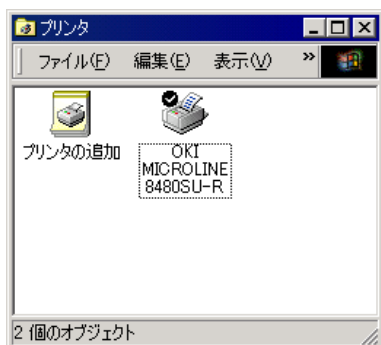 プリンタ
ファイル(F) 編集(E) 表示(V) »
プリンタの追加
OKI
MICROLINE
8480SU-R
2 個のオブジェクト